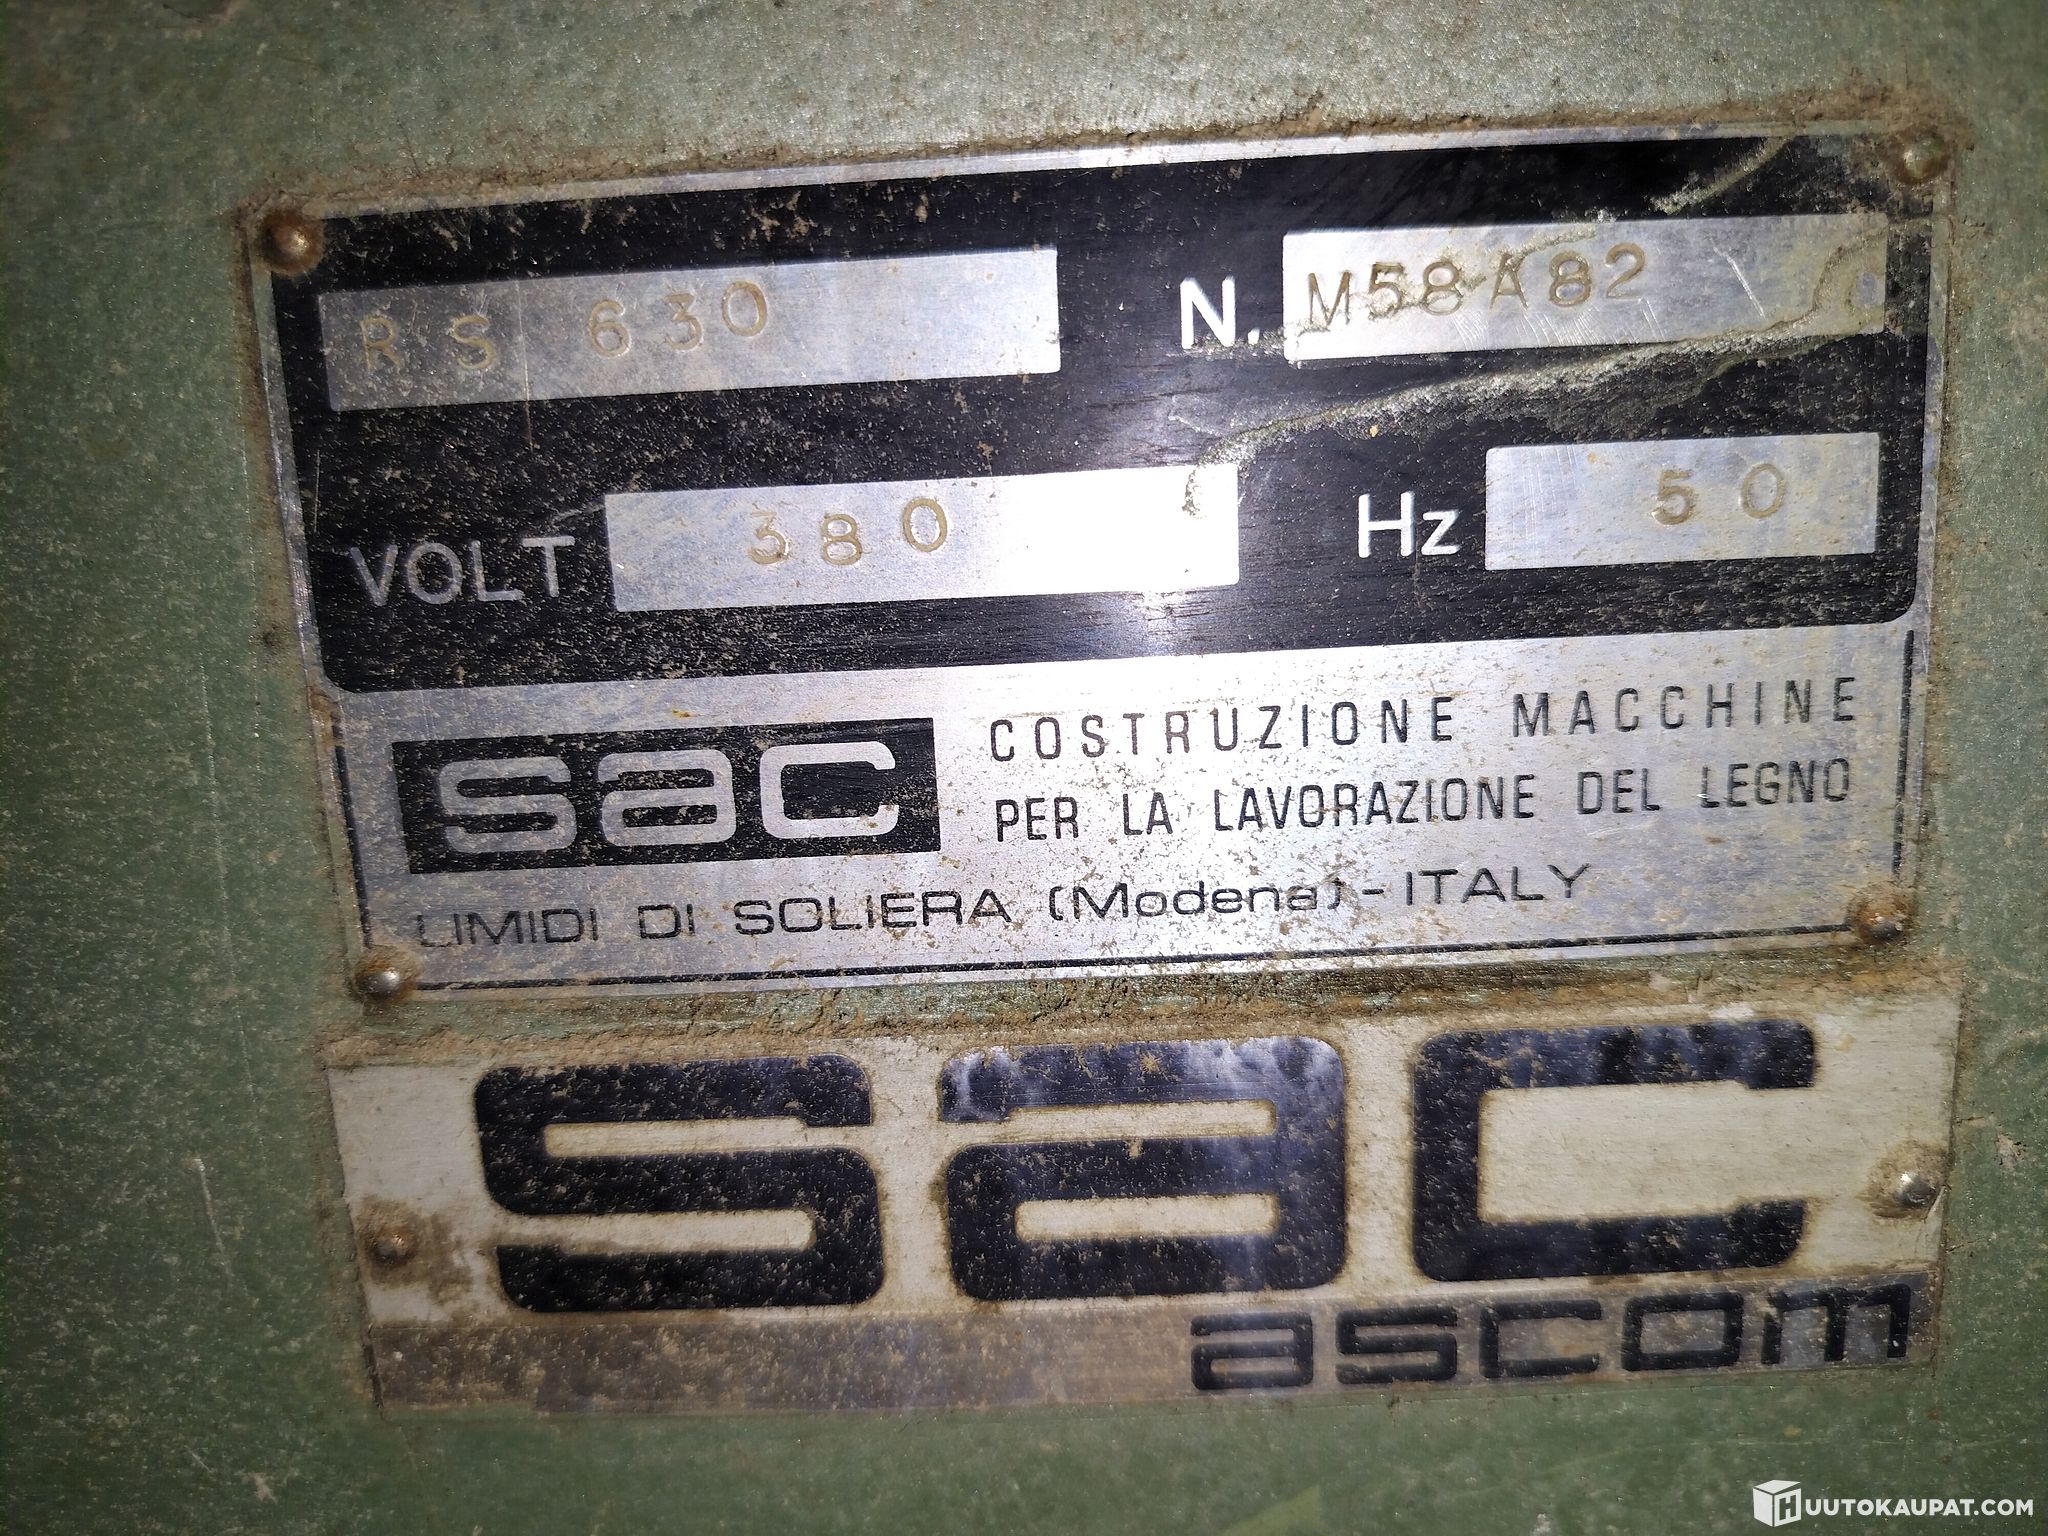 RS 630 N. M58A82
VOLT 380 Hz 50
sac COSTRUZIONE MACCHINE
PER LA LAVORAZIONE DEL LEGNO
LIMIDI DI SOLIERA (Modena) - ITALY
sac
ascom
HUUTOKAUPAT.COM